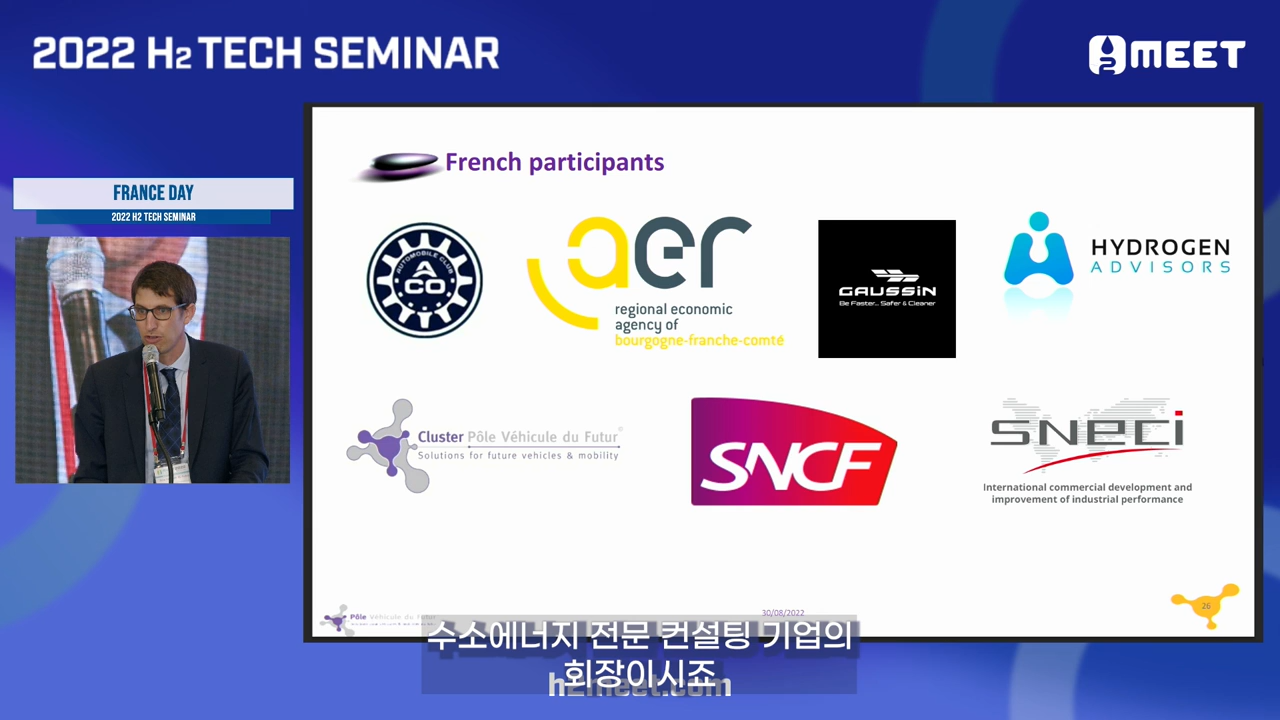 2022 H2 TECH SEMINAR
H2 MEET
FRANCE DAY
2022 H2 TECH SEMINAR
French participants
AUTOMOBILE CLUB
ACO
aer
regional economic
agency of
bourgogne-franche-comté
GAUSSIN
Be Faster... Safer & Cleaner
HYDROGEN
ADVISORS
Cluster Pôle Véhicule du Futur
Solutions for future vehicles & mobility
SNCF
SNECI
International commercial development and
improvement of industrial performance
Pôle Véhicule du Futur
30/08/2022
26
수소에너지 전문 컨설팅 기업의
회장이시죠
h2meet.com